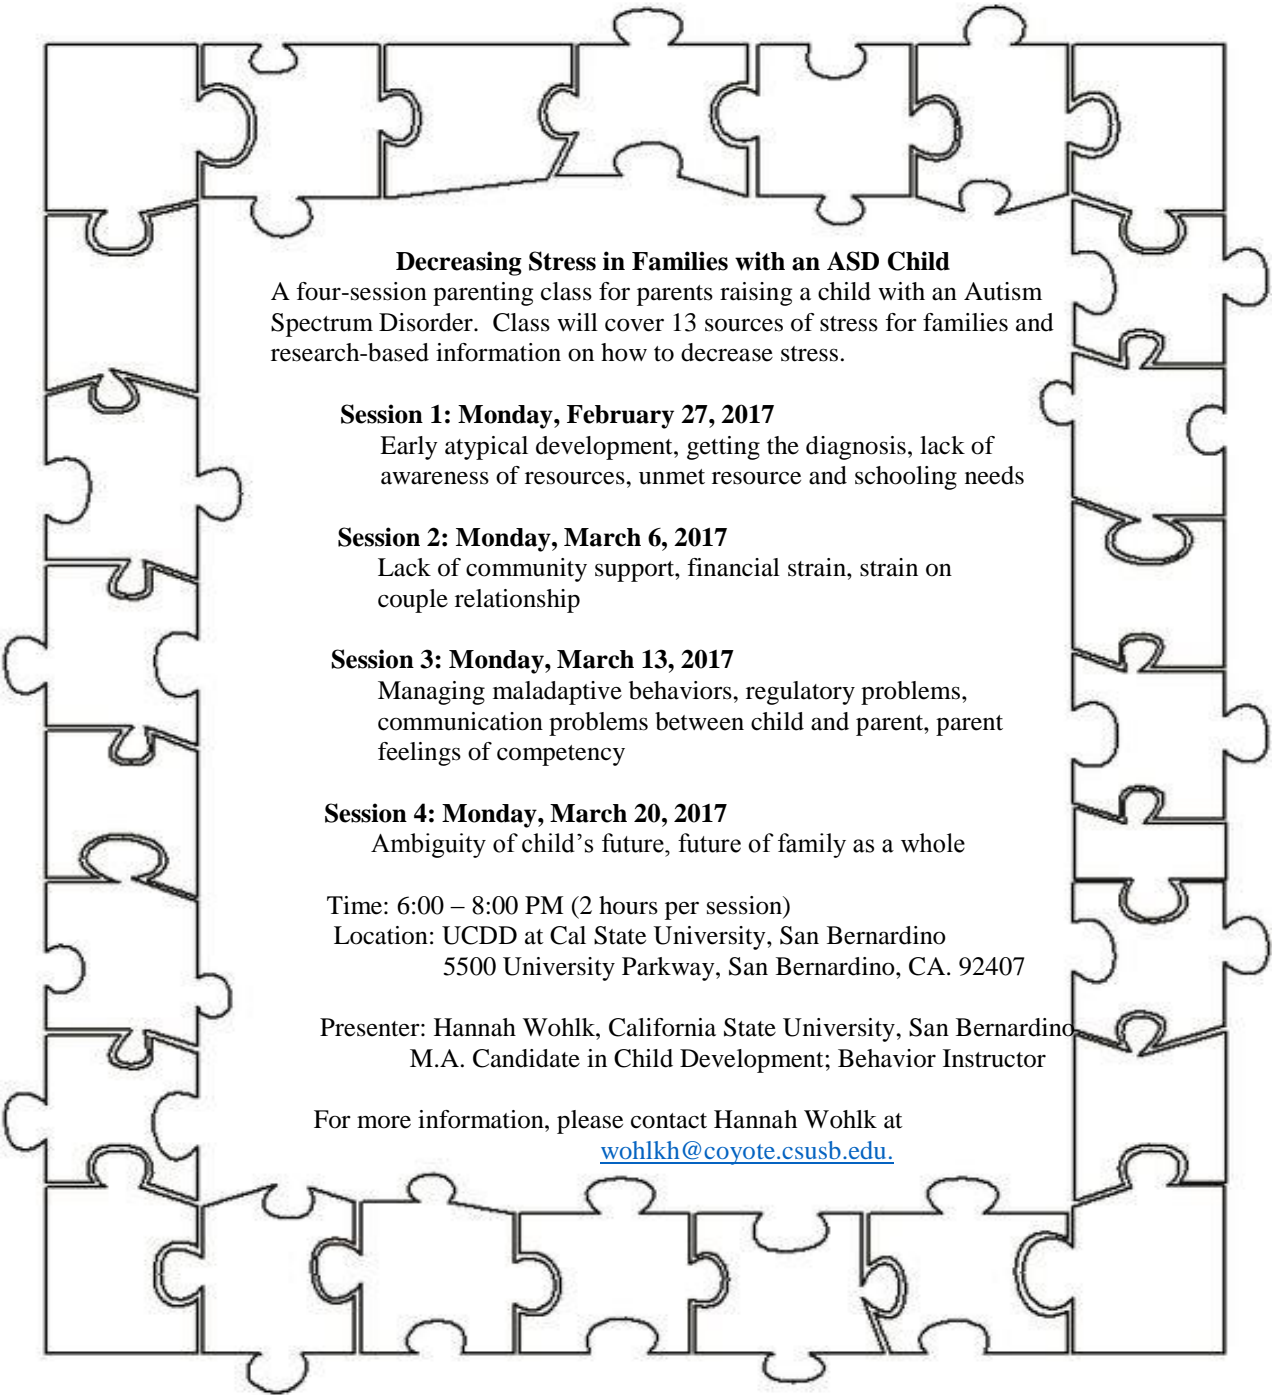 Decreasing Stress in Families with an ASD Child
A four-session parenting class for parents raising a child with an Autism
Spectrum Disorder.  Class will cover 13 sources of stress for families and
research-based information on how to decrease stress.
Session 1: Monday, February 27, 2017
Early atypical development, getting the diagnosis, lack of
awareness of resources, unmet resource and schooling needs
Session 2: Monday, March 6, 2017
Lack of community support, financial strain, strain on
couple relationship
Session 3: Monday, March 13, 2017
Managing maladaptive behaviors, regulatory problems,
communication problems between child and parent, parent
feelings of competency
Session 4: Monday, March 20, 2017
Ambiguity of child’s future, future of family as a whole
Time: 6:00 – 8:00 PM (2 hours per session)
Location: UCDD at Cal State University, San Bernardino
5500 University Parkway, San Bernardino, CA. 92407
Presenter: Hannah Wohlk, California State University, San Bernardino
M.A. Candidate in Child Development; Behavior Instructor
For more information, please contact Hannah Wohlk at
wohlkh@coyote.csusb.edu.